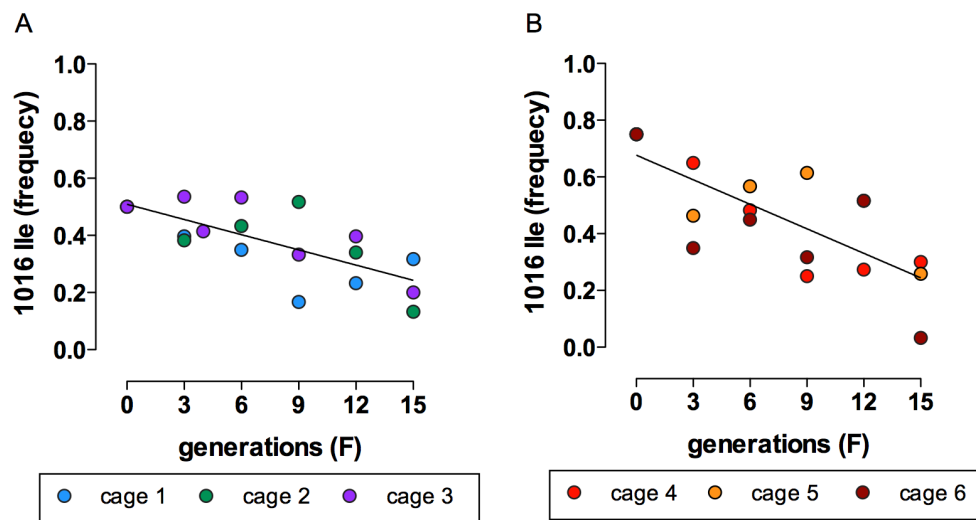 A
1016 Ile (frequecy)
1.0
0.8
0.6
0.4
0.2
0.0
0 3 6 9 12 15
generations (F)
cage 1 cage 2 cage 3
B
1016 Ile (frequecy)
1.0
0.8
0.6
0.4
0.2
0.0
0 3 6 9 12 15
generations (F)
cage 4 cage 5 cage 6